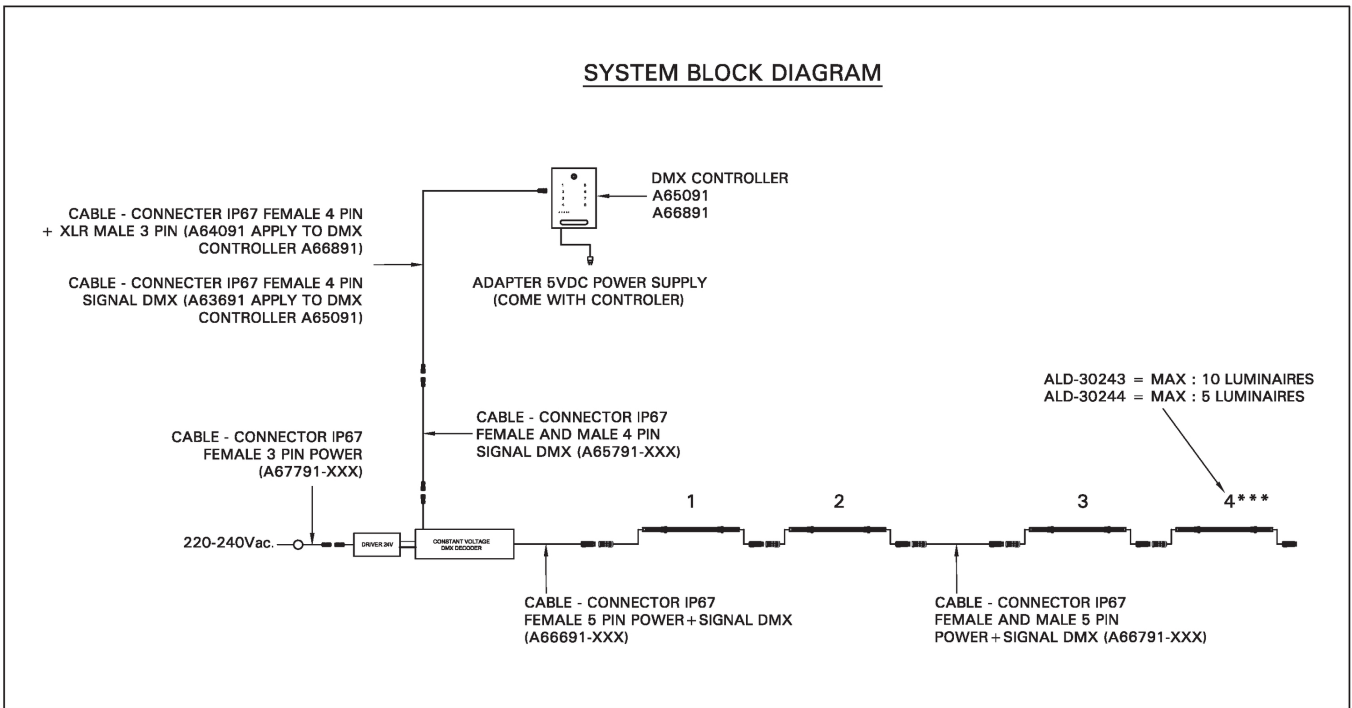 SYSTEM BLOCK DIAGRAM
DMX CONTROLLER
A65091
A66891
CABLE - CONNECTER IP67 FEMALE 4 PIN
+ XLR MALE 3 PIN (A64091 APPLY TO DMX
CONTROLLER A66891)
CABLE - CONNECTER IP67 FEMALE 4 PIN
SIGNAL DMX (A63691 APPLY TO DMX
CONTROLLER A65091)
ADAPTER 5VDC POWER SUPPLY
(COME WITH CONTROLER)
ALD-30243 = MAX : 10 LUMINAIRES
ALD-30244 = MAX : 5 LUMINAIRES
CABLE - CONNECTOR IP67
FEMALE AND MALE 4 PIN
SIGNAL DMX (A65791-XXX)
CABLE - CONNECTOR IP67
FEMALE 3 PIN POWER
(A67791-XXX)
1 2 3 4***
220-240Vac.
DRIVER 24V
CONSTANT VOLTAGE
DMX DECODER
CABLE - CONNECTOR IP67
FEMALE 5 PIN POWER+SIGNAL DMX
(A66691-XXX)
CABLE - CONNECTOR IP67
FEMALE AND MALE 5 PIN
POWER+SIGNAL DMX (A66791-XXX)